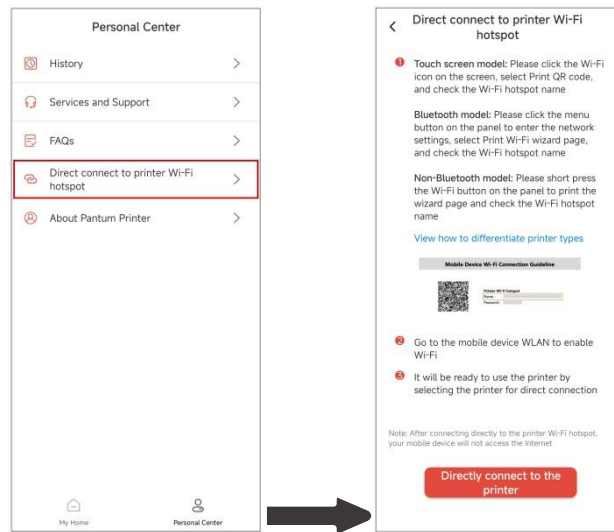 Personal Center
History
Services and Support
FAQs
Direct connect to printer Wi-Fi
hotspot
About Pantum Printer
My Home
Personal Center
Direct connect to printer Wi-Fi
hotspot
1 Touch screen model: Please click the Wi-Fi
icon on the screen, select Print QR code,
and check the Wi-Fi hotspot name
Bluetooth model: Please click the menu
button on the panel to enter the network
settings, select Print Wi-Fi wizard page,
and check the Wi-Fi hotspot name
Non-Bluetooth model: Please short press
the Wi-Fi button on the panel to print the
wizard page and check the Wi-Fi hotspot
name
View how to differentiate printer types
Mobile Device Wi-Fi Connection Guideline
Printer Wi-Fi hotspot
Name:
Password:
2 Go to the mobile device WLAN to enable
Wi-Fi
3 It will be ready to use the printer by
selecting the printer for direct connection
Note: After connecting directly to the printer Wi-Fi hotspot,
your mobile device will not access the Internet
Directly connect to the
printer